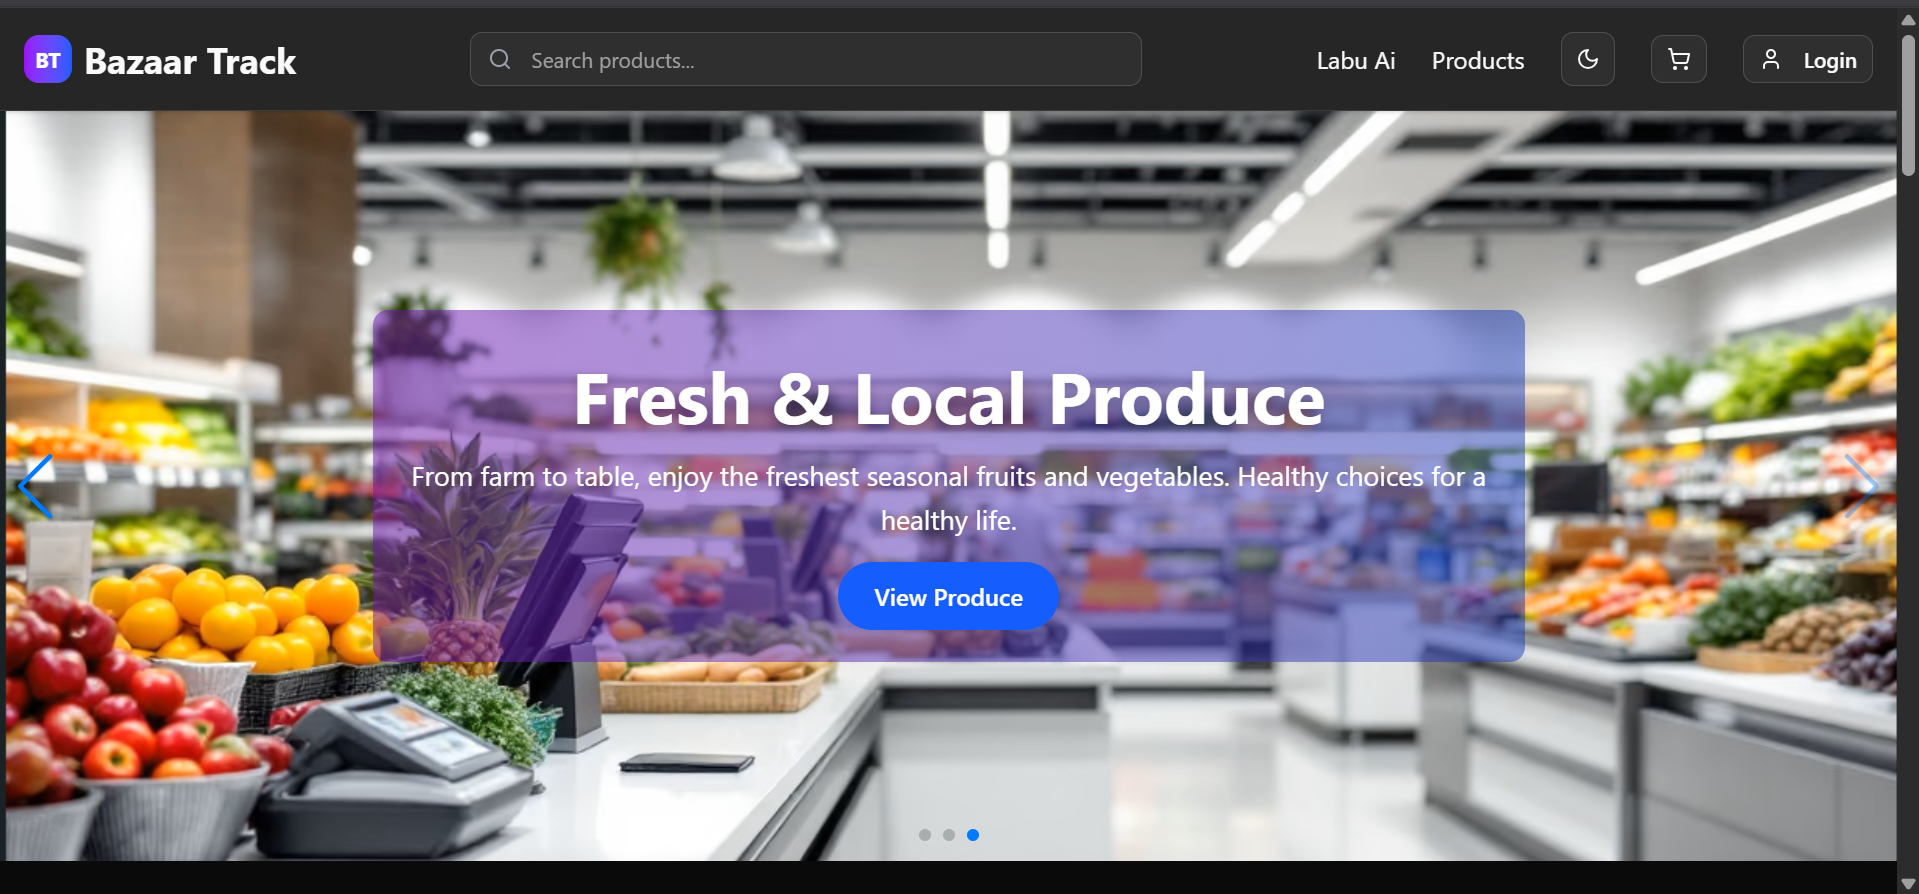 BT Bazaar Track
Search products...
Labu Ai
Products
Login
Fresh & Local Produce
From farm to table, enjoy the freshest seasonal fruits and vegetables. Healthy choices for a
healthy life.
View Produce